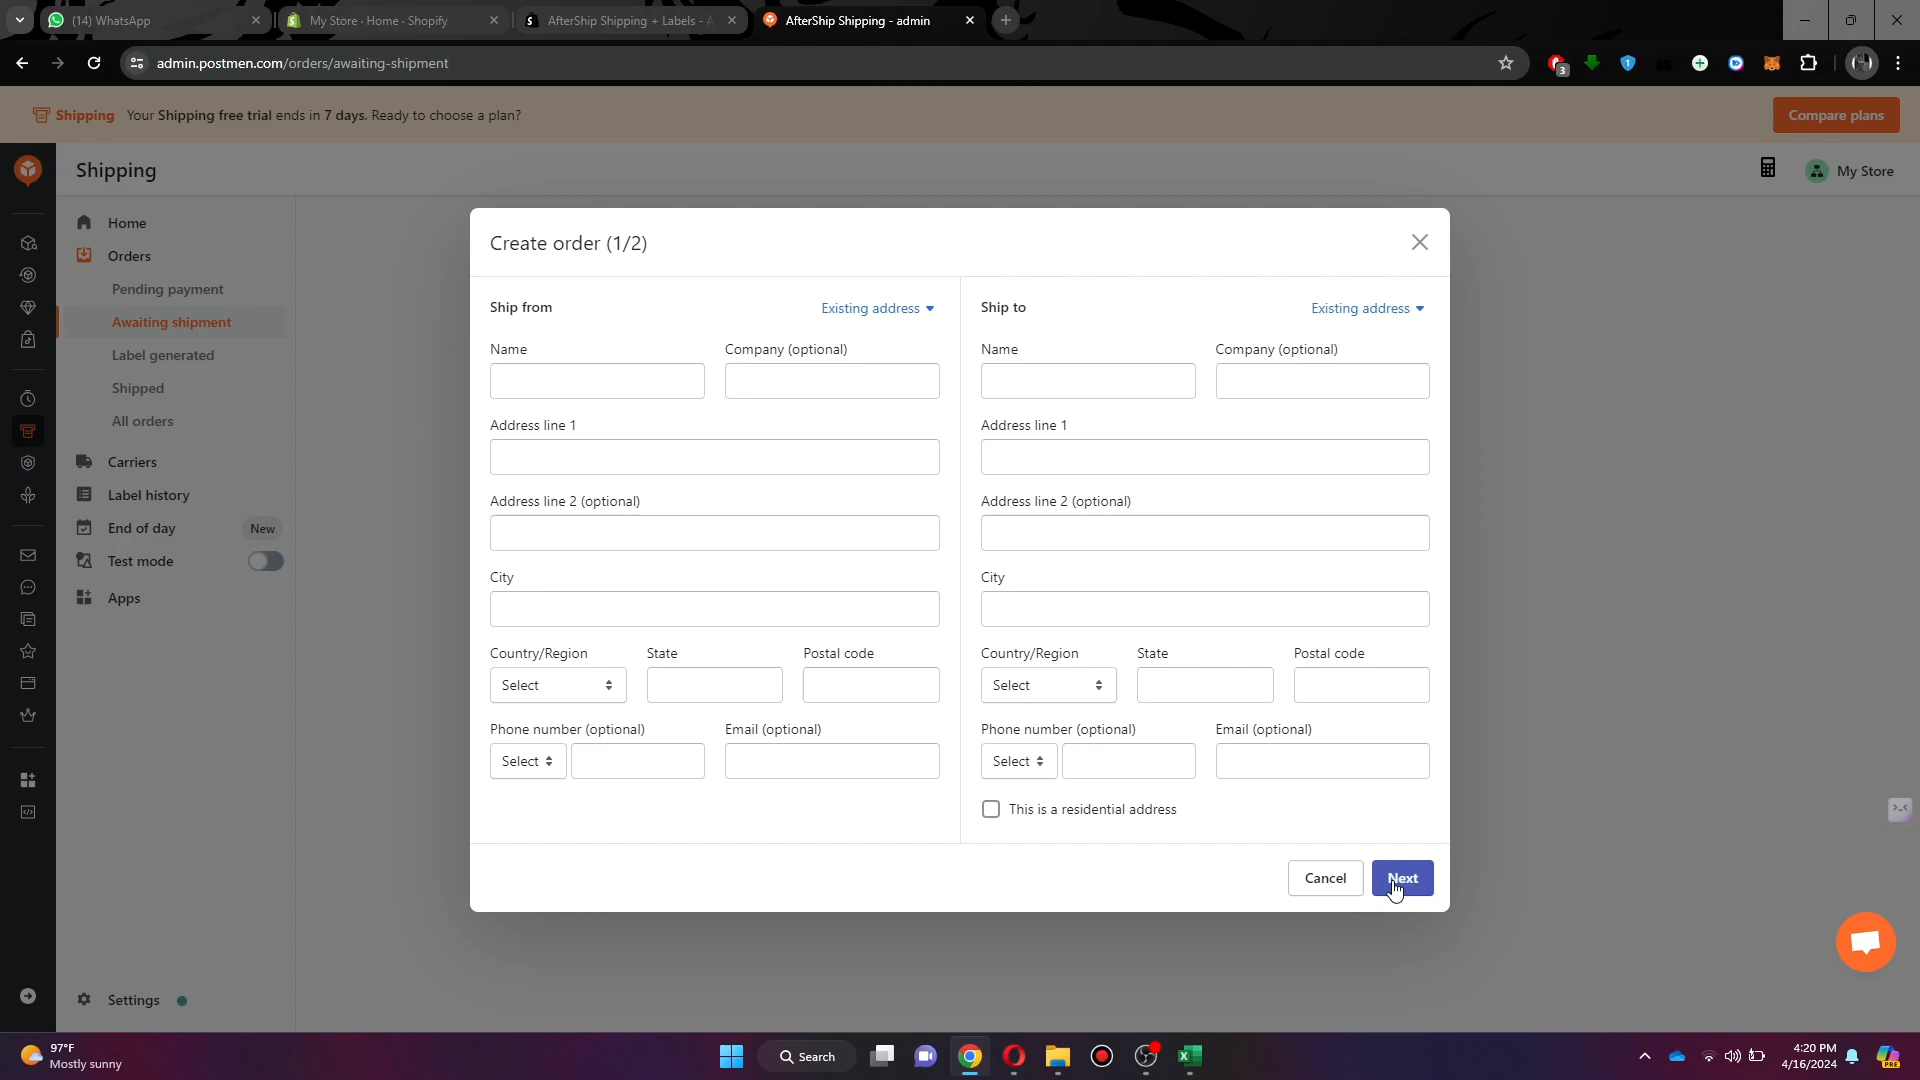 (14) WhatsApp
My Store · Home · Shopify
AfterShip Shipping + Labels - A
AfterShip Shipping - admin
admin.postmen.com/orders/awaiting-shipment
3
1
Shipping Your Shipping free trial ends in 7 days. Ready to choose a plan?
Compare plans
Shipping
My Store
Home
Orders
Pending payment
Awaiting shipment
Label generated
Shipped
All orders
Carriers
Label history
End of day New
Test mode
Apps
Settings
Create order (1/2)
Ship from Existing address
Name Company (optional)
Address line 1
Address line 2 (optional)
City
Country/Region State Postal code
Select
Phone number (optional) Email (optional)
Select
Ship to Existing address
Name Company (optional)
Address line 1
Address line 2 (optional)
City
Country/Region State Postal code
Select
Phone number (optional) Email (optional)
Select
This is a residential address
Cancel Next
97°F
Mostly sunny
Search
4:20 PM
4/16/2024
PRE